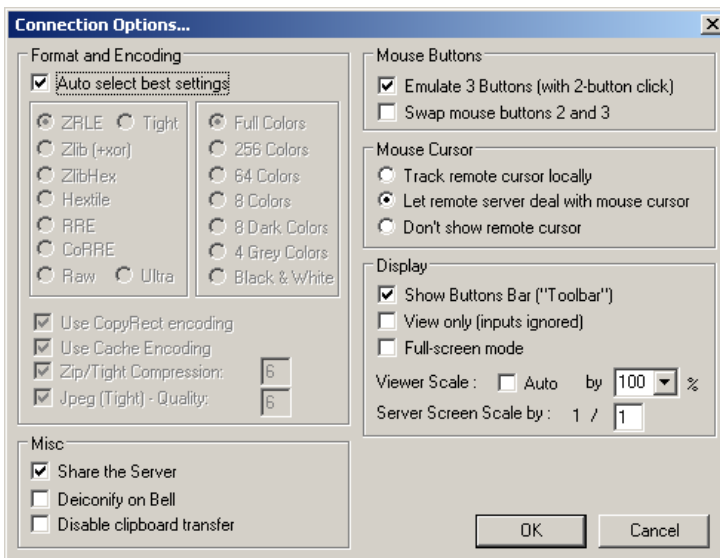 Connection Options...
Format and Encoding
Auto select best settings
ZRLE Tight
Zlib (+xor)
ZlibHex
Hextile
RRE
CoRRE
Raw Ultra
Full Colors
256 Colors
64 Colors
8 Colors
8 Dark Colors
4 Grey Colors
Black & White
Use CopyRect encoding
Use Cache Encoding
Zip/Tight Compression: 6
Jpeg (Tight) - Quality: 6
Misc
Share the Server
Deiconify on Bell
Disable clipboard transfer
Mouse Buttons
Emulate 3 Buttons (with 2-button click)
Swap mouse buttons 2 and 3
Mouse Cursor
Track remote cursor locally
Let remote server deal with mouse cursor
Don't show remote cursor
Display
Show Buttons Bar ("Toolbar")
View only (inputs ignored)
Full-screen mode
Viewer Scale : Auto by 100 %
Server Screen Scale by : 1 / 1
OK Cancel